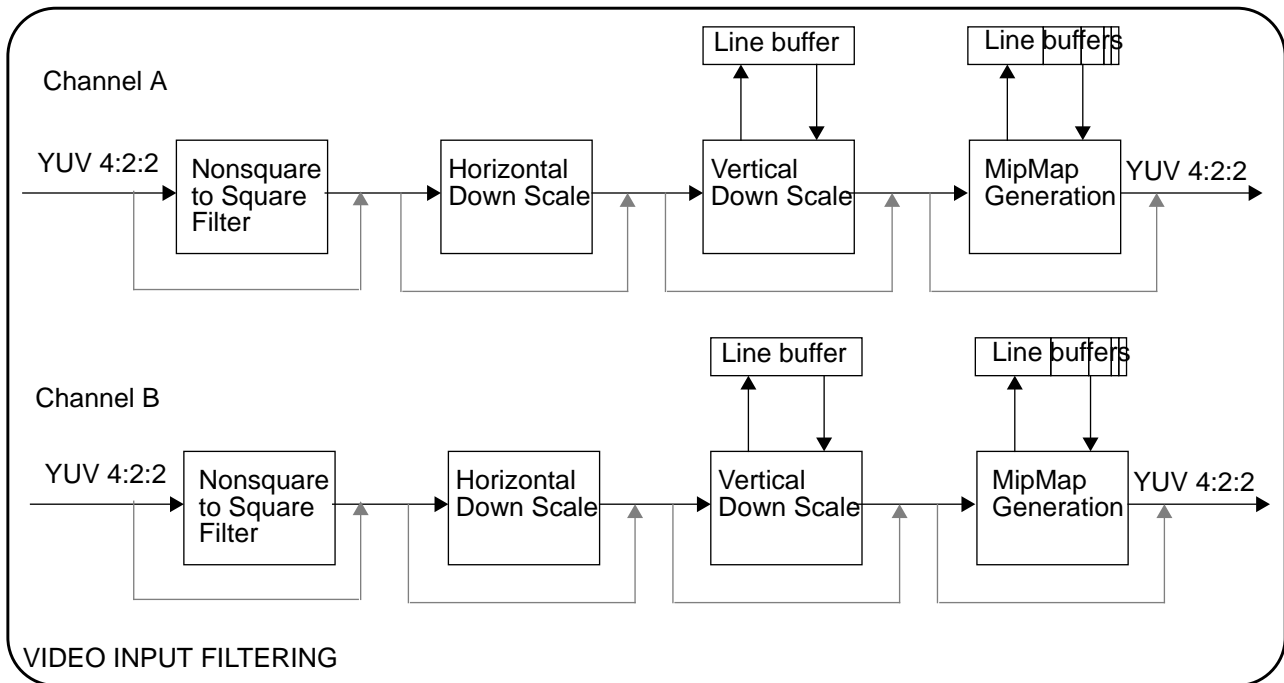 Line buffer
Line buffers
Channel A
YUV 4:2:2
Nonsquare
to Square
Filter
Horizontal
Down Scale
Vertical
Down Scale
MipMap
Generation
YUV 4:2:2
Line buffer
Line buffers
Channel B
YUV 4:2:2
Nonsquare
to Square
Filter
Horizontal
Down Scale
Vertical
Down Scale
MipMap
Generation
YUV 4:2:2
VIDEO INPUT FILTERING